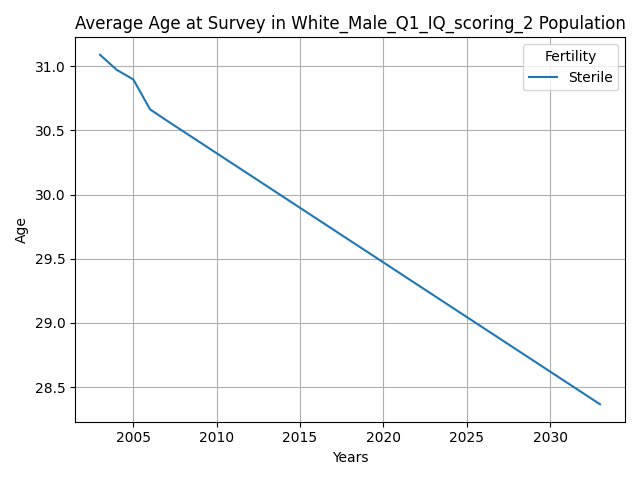 Average Age at Survey in White_Male_Q1_IQ_scoring_2 Population
Fertility
Sterile
31.0
30.5
30.0
29.5
29.0
28.5
Age
2005 2010 2015 2020 2025 2030
Years